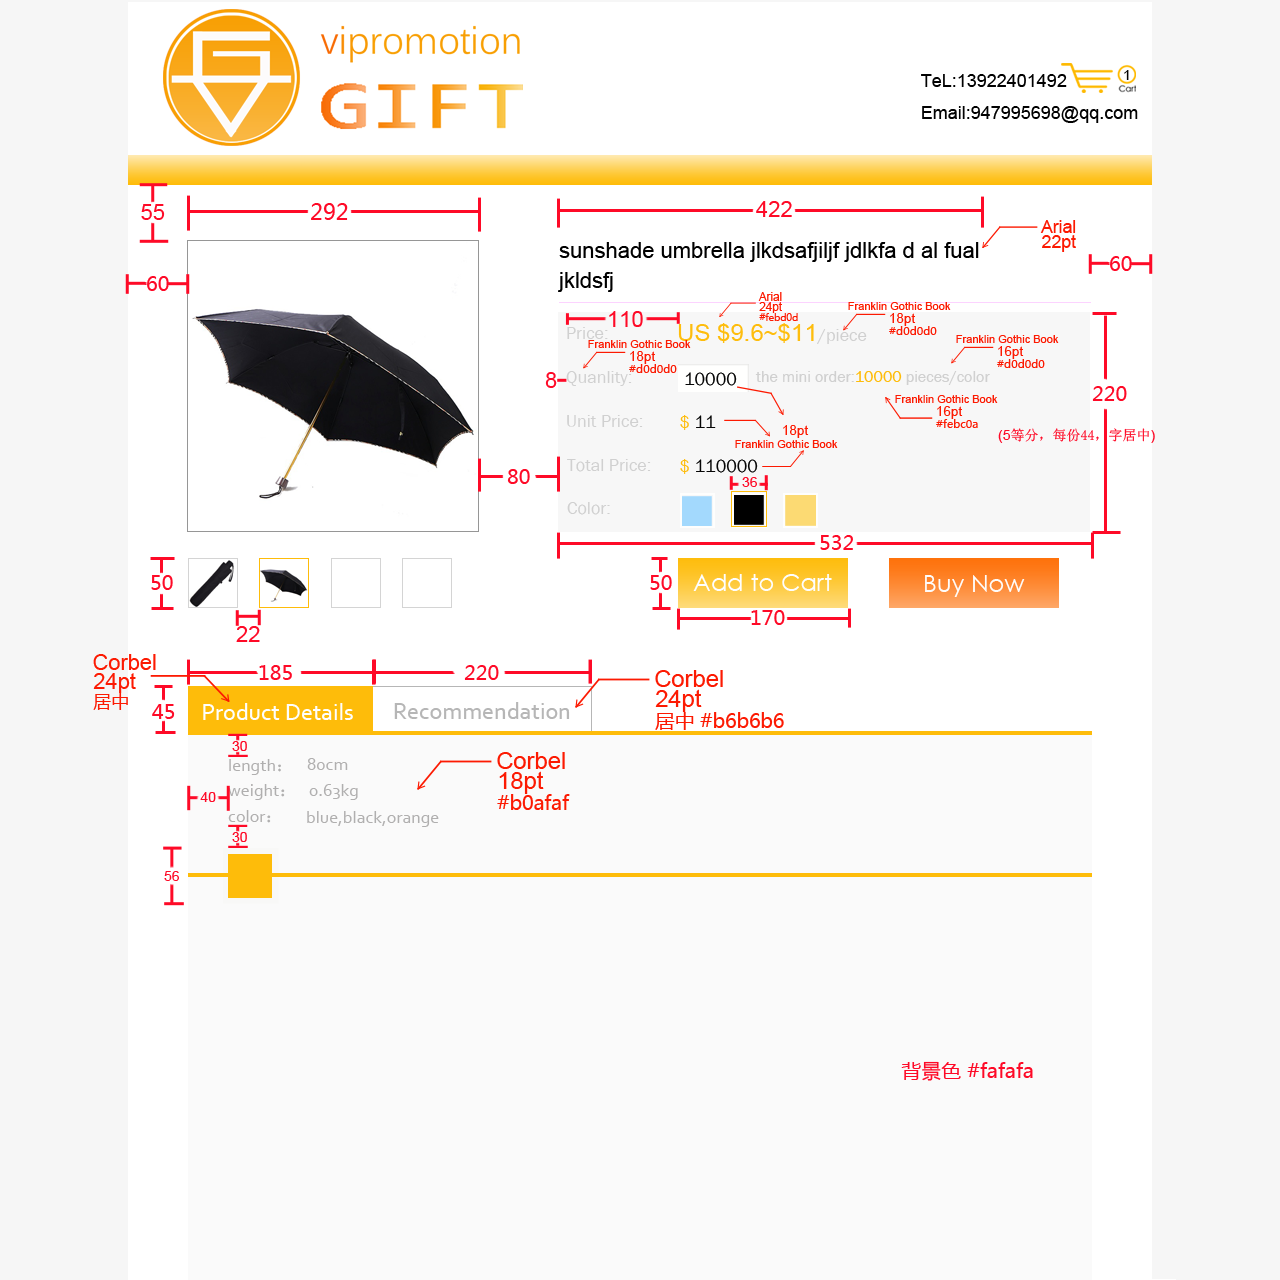 vipromotion
GIFT
TeL:13922401492
1
Cart
Email:947995698@qq.com
55
292
422
Arial
22pt
60
60
sunshade umbrella jlkdsafjiljf jdlkfa d al fual
jkldsfj
110
Arial
24pt
#febd0d
Franklin Gothic Book
18pt
#d0d0d0
Price:
US $9.6~$11/piece
Franklin Gothic Book
18pt
#d0d0d0
Franklin Gothic Book
16pt
#d0d0d0
8
Quanlity:
10000
the mini order:10000 pieces/color
220
Franklin Gothic Book
16pt
#febc0a
Unit Price:
$ 11
18pt
Franklin Gothic Book
(5等分，每份44，字居中)
Total Price:
$ 110000
80
36
Color:
532
50
50
Add to Cart
Buy Now
22
170
Corbel
24pt
居中
185
220
Corbel
24pt
居中 #b6b6b6
45
Product Details
Recommendation
30
length：
80cm
Corbel
18pt
#b0afaf
40
weight：
0.63kg
color：
blue,black,orange
30
56
背景色 #fafafa